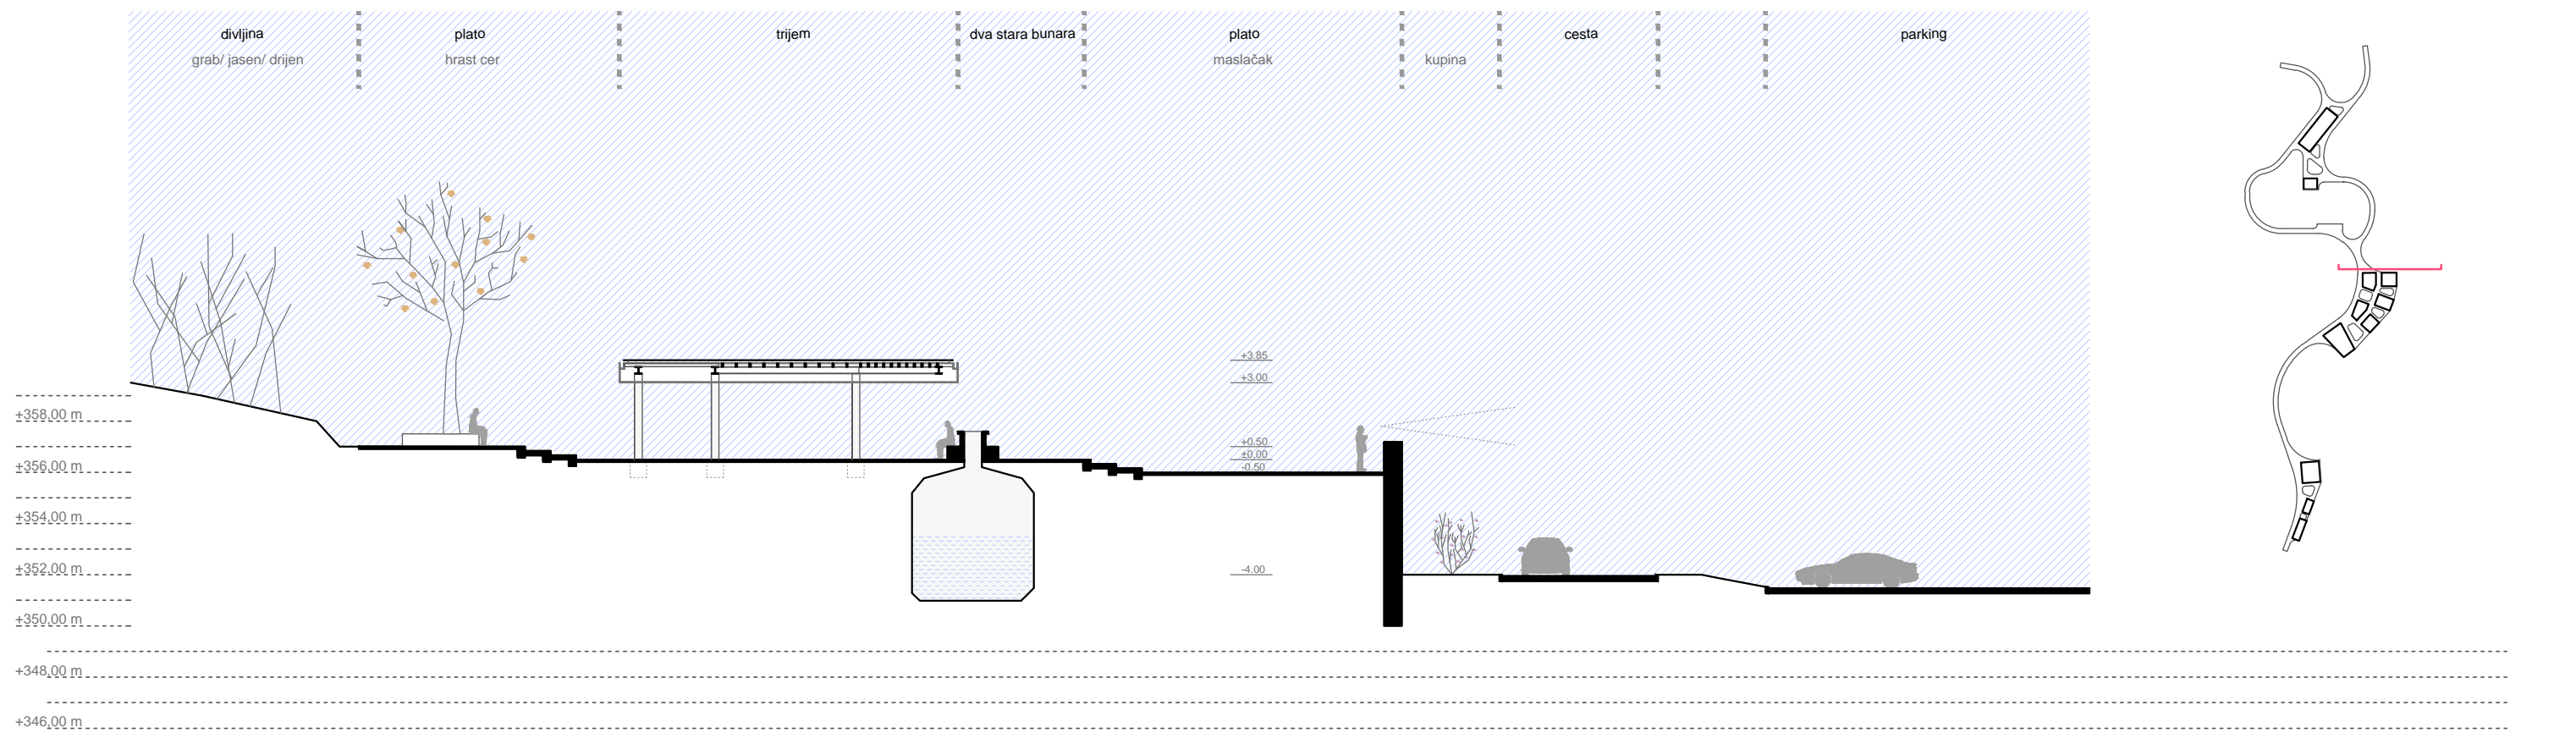 divljina
plato
trijem
dva stara bunara
plato
cesta
parking
grab/ jasen/ drijen
hrast cer
maslačak
kupina
+3.85
+3.00
+358,00 m
+0.50
±0.00
+356,00 m
-0.50
+354,00 m
+352,00 m
-4.00
+350,00 m
+348,00 m
+346,00 m